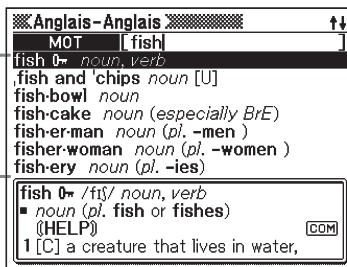 Anglais-Anglais
MOT [fish ]
fish noun, verb
ˌfish and ˈchips noun [U]
fish·bowl noun
fish·cake noun (especially BrE)
fish·er·man noun (pl. -men )
fisher·woman noun (pl. -women )
fish·ery noun (pl. -ies)
fish /fɪʃ/ noun, verb
■ noun (pl. fish or fishes)
⟪HELP⟫ COM
1 [C] a creature that lives in water,